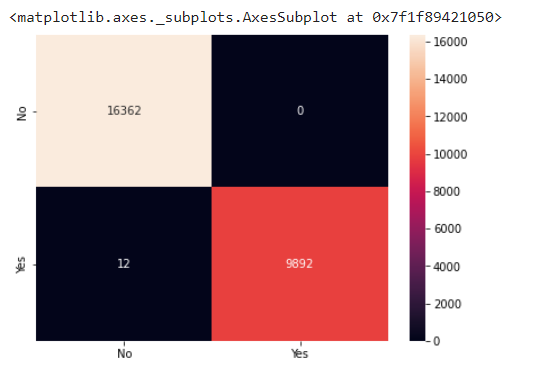 <matplotlib.axes._subplots.AxesSubplot at 0x7f1f89421050>
16000
No 16362 0
14000
12000
10000
8000
6000
Yes 12 9892
4000
2000
0
No Yes